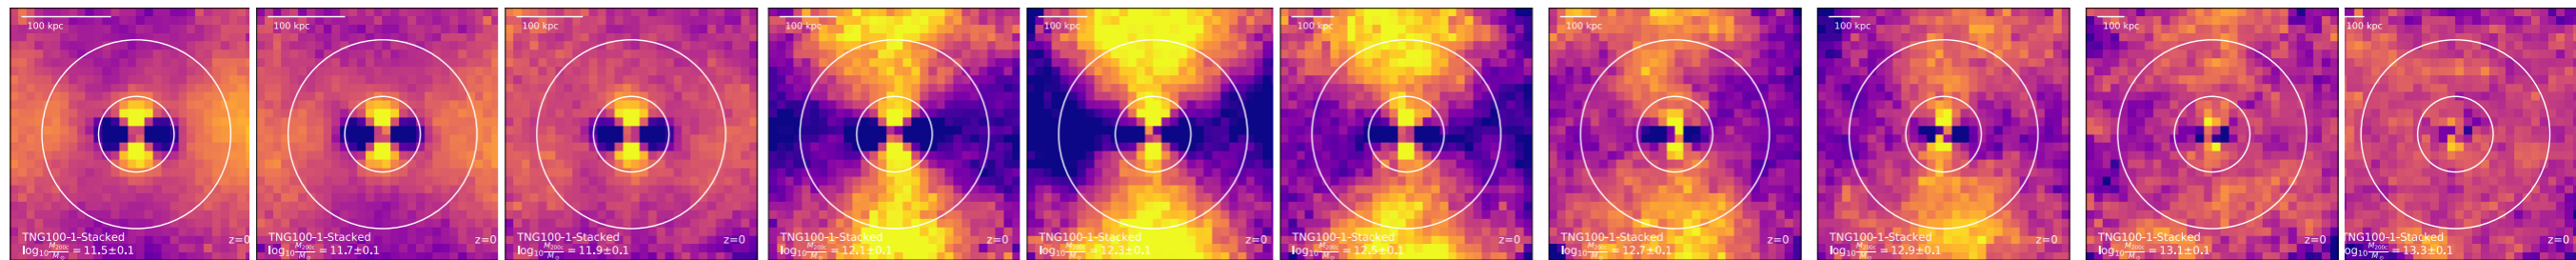 100 kpc
TNG100-1-Stacked
z=0
log₁₀ M₂₀₀c/M⊙ = 11.5±0.1
100 kpc
TNG100-1-Stacked
z=0
log₁₀ M₂₀₀c/M⊙ = 11.7±0.1
100 kpc
TNG100-1-Stacked
z=0
log₁₀ M₂₀₀c/M⊙ = 11.9±0.1
100 kpc
TNG100-1-Stacked
z=0
log₁₀ M₂₀₀c/M⊙ = 12.1±0.1
100 kpc
TNG100-1-Stacked
z=0
log₁₀ M₂₀₀c/M⊙ = 12.3±0.1
100 kpc
TNG100-1-Stacked
z=0
log₁₀ M₂₀₀c/M⊙ = 12.5±0.1
100 kpc
TNG100-1-Stacked
z=0
log₁₀ M₂₀₀c/M⊙ = 12.7±0.1
100 kpc
TNG100-1-Stacked
z=0
log₁₀ M₂₀₀c/M⊙ = 12.9±0.1
100 kpc
TNG100-1-Stacked
z=0
log₁₀ M₂₀₀c/M⊙ = 13.1±0.1
100 kpc
TNG100-1-Stacked
z=0
log₁₀ M₂₀₀c/M⊙ = 13.3±0.1